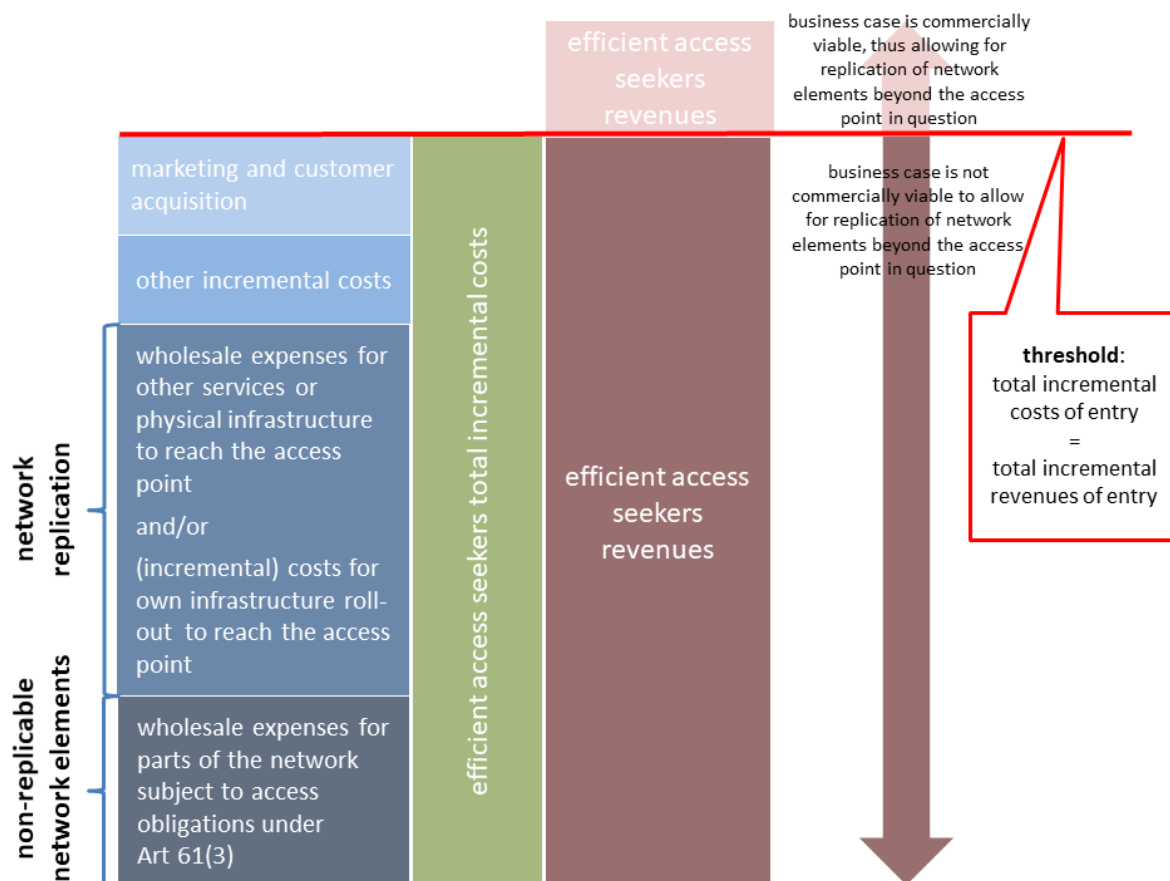 efficient access
seekers
revenues
business case is commercially
viable, thus allowing for
replication of network
elements beyond the access
point in question
marketing and customer
acquisition
other incremental costs
wholesale expenses for
other services or
physical infrastructure
to reach the access
point
and/or
(incremental) costs for
own infrastructure roll-
out to reach the access
point
wholesale expenses for
parts of the network
subject to access
obligations under
Art 61(3)
network
replication
non-replicable
network elements
efficient access seekers total incremental costs
efficient access
seekers
revenues
business case is not
commercially viable to allow
for replication of network
elements beyond the access
point in question
threshold:
total incremental
costs of entry
=
total incremental
revenues of entry